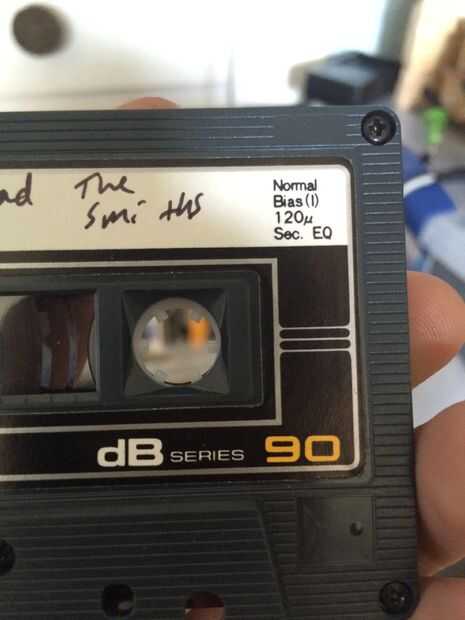 The
Smiths
Normal
Bias (I)
120μ
Sec. EQ
dB SERIES 90